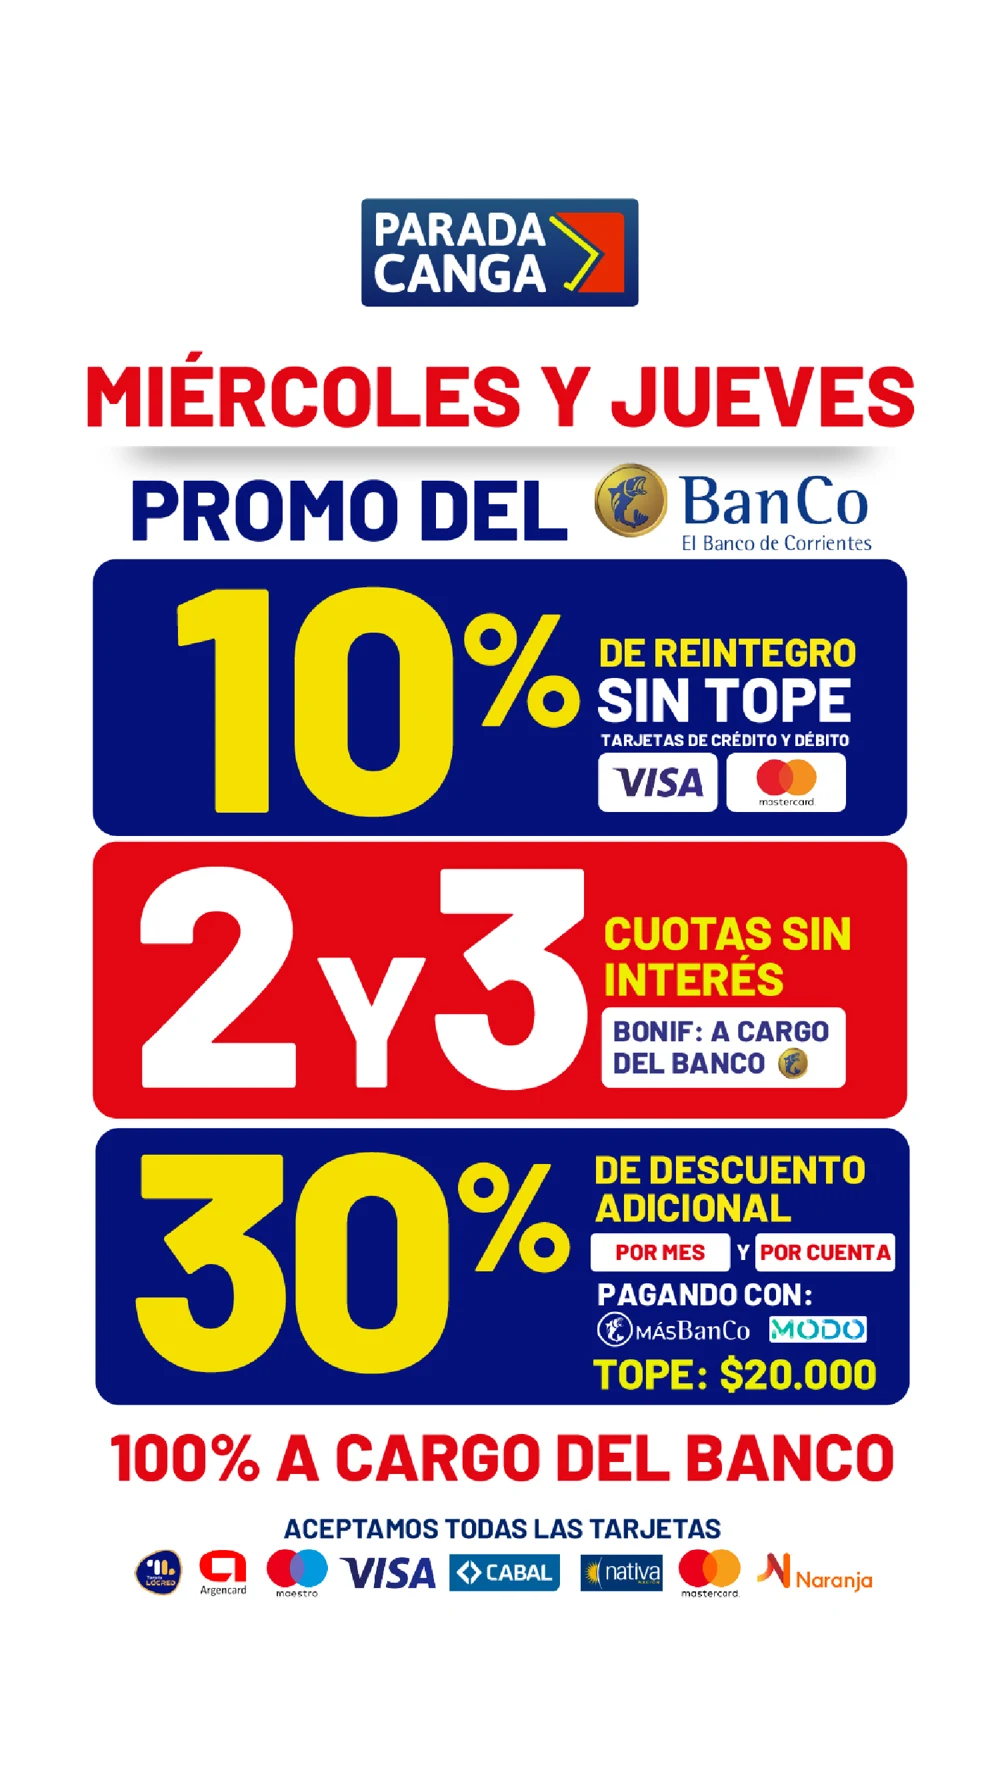 PARADA
CANGA
MIÉRCOLES Y JUEVES
PROMO DEL
BanCo
El Banco de Corrientes
10%
DE REINTEGRO
SIN TOPE
TARJETAS DE CRÉDITO Y DÉBITO
VISA
mastercard.
2 Y 3
CUOTAS SIN
INTERÉS
BONIF: A CARGO
DEL BANCO
30%
DE DESCUENTO
ADICIONAL
POR MES Y POR CUENTA
PAGANDO CON:
MÁSBanCo MODO
TOPE: $20.000
100% A CARGO DEL BANCO
ACEPTAMOS TODAS LAS TARJETAS
Tarjeta LOCRED
Argencard
maestro
VISA
CABAL
nativa
NACIÓN
mastercard.
Naranja